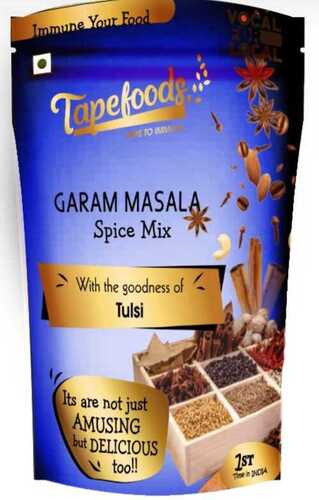 Immune Your Food
VOCAL
FOR
LOCAL
Tapefoods
GARAM MASALA
Spice Mix
With the goodness of
Tulsi
Its are not just
AMUSING
but DELICIOUS
too!!
1ST
Time in INDIA